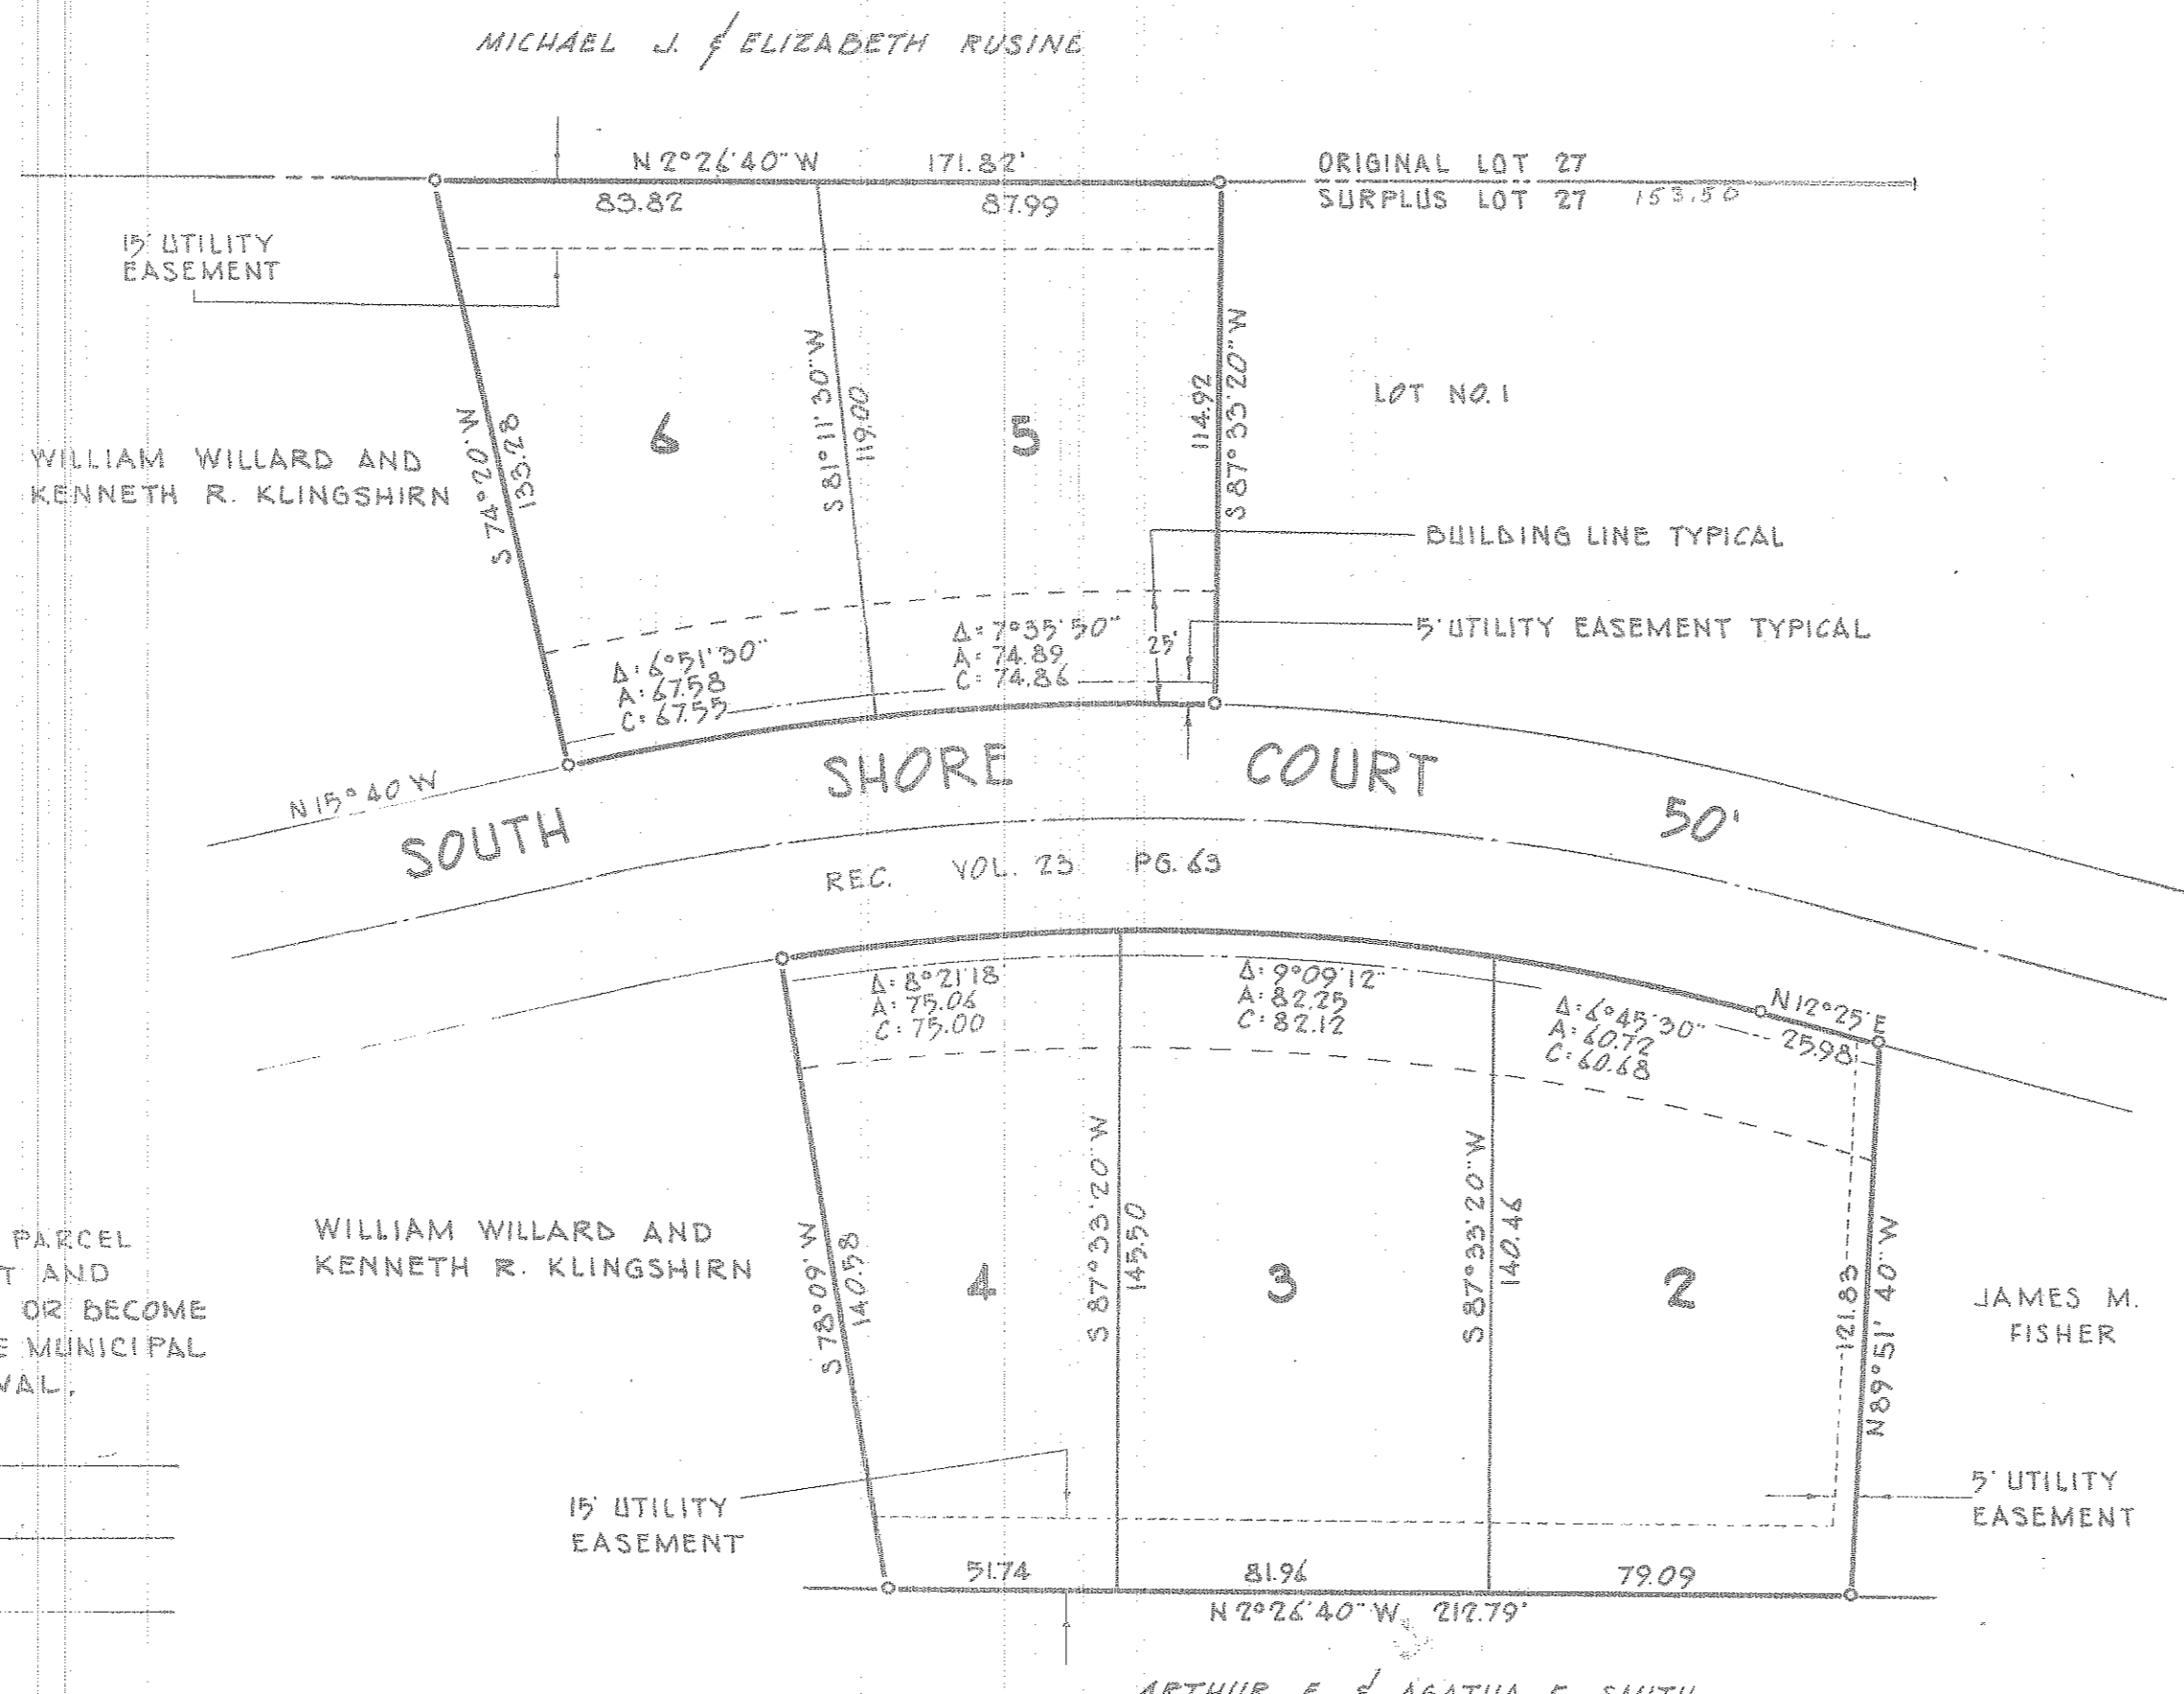 MICHAEL J. & ELIZABETH RUSINE
N 2°26'40" W 171.82'
83.82 87.99
ORIGINAL LOT 27
SURPLUS LOT 27 153.50
15' UTILITY
EASEMENT
S 74°20' W
133.28
6
S 81°11'30" W
119.00
5
114.92
S 87°33'20" W
LOT NO. 1
WILLIAM WILLARD AND
KENNETH R. KLINGSHIRN
BUILDING LINE TYPICAL
5' UTILITY EASEMENT TYPICAL
25'
Δ: 6°51'30"
A: 67.58
C: 67.55
Δ: 7°35'50"
A: 74.89
C: 74.86
N 15°40 W
SOUTH SHORE COURT 50'
REC. VOL. 23 PG. 63
Δ: 8°21'18
A: 75.06
C: 75.00
Δ: 9°09'12"
A: 82.25
C: 82.12
Δ: 6°45'30"
A: 60.72
C: 60.68
N 12°25' E
25.98
PARCEL
T AND
OR BECOME
E MUNICIPAL
VAL.
WILLIAM WILLARD AND
KENNETH R. KLINGSHIRN
S 78°09' W
140.58
4
S 87°33'20" W
145.50
3
S 87°33'20" W
140.46
2
121.83
N 89°51'40" W
JAMES M.
FISHER
15' UTILITY
EASEMENT
5' UTILITY
EASEMENT
51.74 81.96 79.09
N 2°26'40" W 212.79'
ARTHUR F. & AGATHA F. SMITH